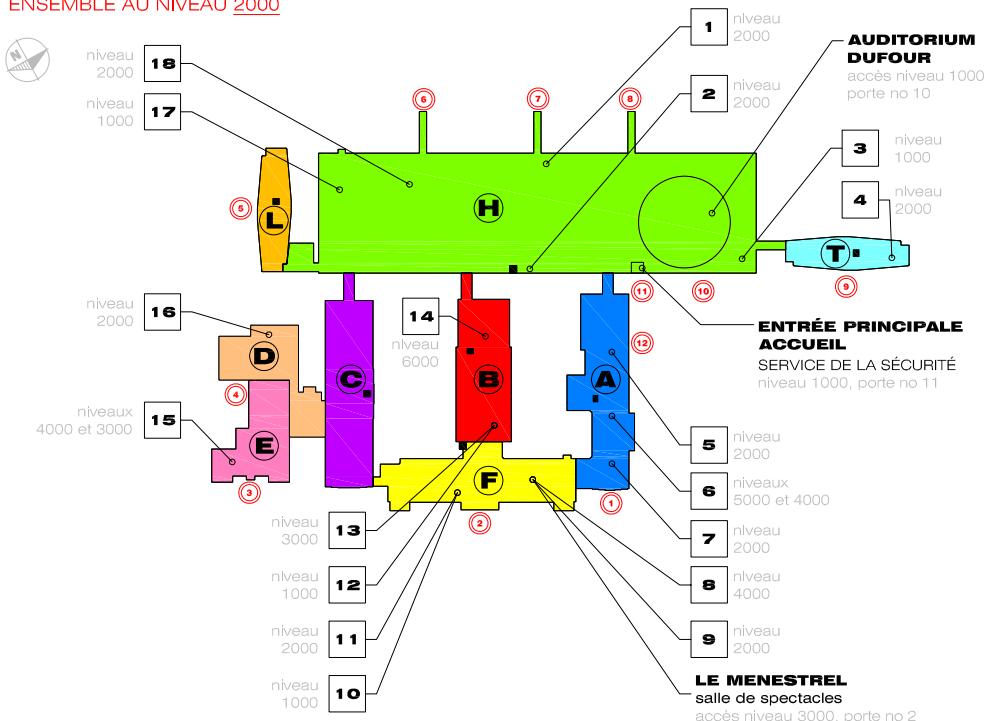 ENSEMBLE AU NIVEAU 2000
N
niveau
2000
18
niveau
1000
17
6
7
8
1
niveau
2000
2
niveau
2000
AUDITORIUM
DUFOUR
accès niveau 1000
porte no 10
3
niveau
1000
4
niveau
2000
5
L
H
T
9
11
10
niveau
2000
16
14
niveau
6000
12
ENTRÉE PRINCIPALE
ACCUEIL
SERVICE DE LA SÉCURITÉ
niveau 1000, porte no 11
D
C
B
A
4
niveaux
4000 et 3000
15
E
3
F
2
1
5
niveau
2000
6
niveaux
5000 et 4000
7
niveau
2000
8
niveau
4000
9
niveau
2000
niveau
3000
13
niveau
1000
12
niveau
2000
11
niveau
1000
10
LE MENESTREL
salle de spectacles
accès niveau 3000, porte no 2